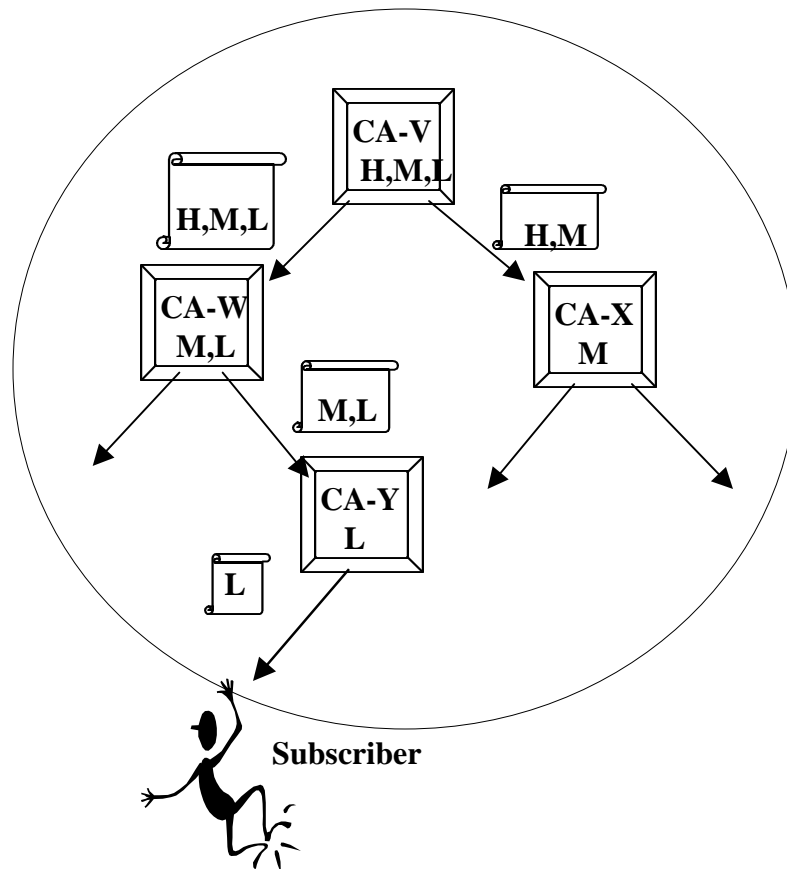 CA-V
H,M,L
H,M,L
H,M
CA-W
M,L
CA-X
M
M,L
CA-Y
L
L
Subscriber